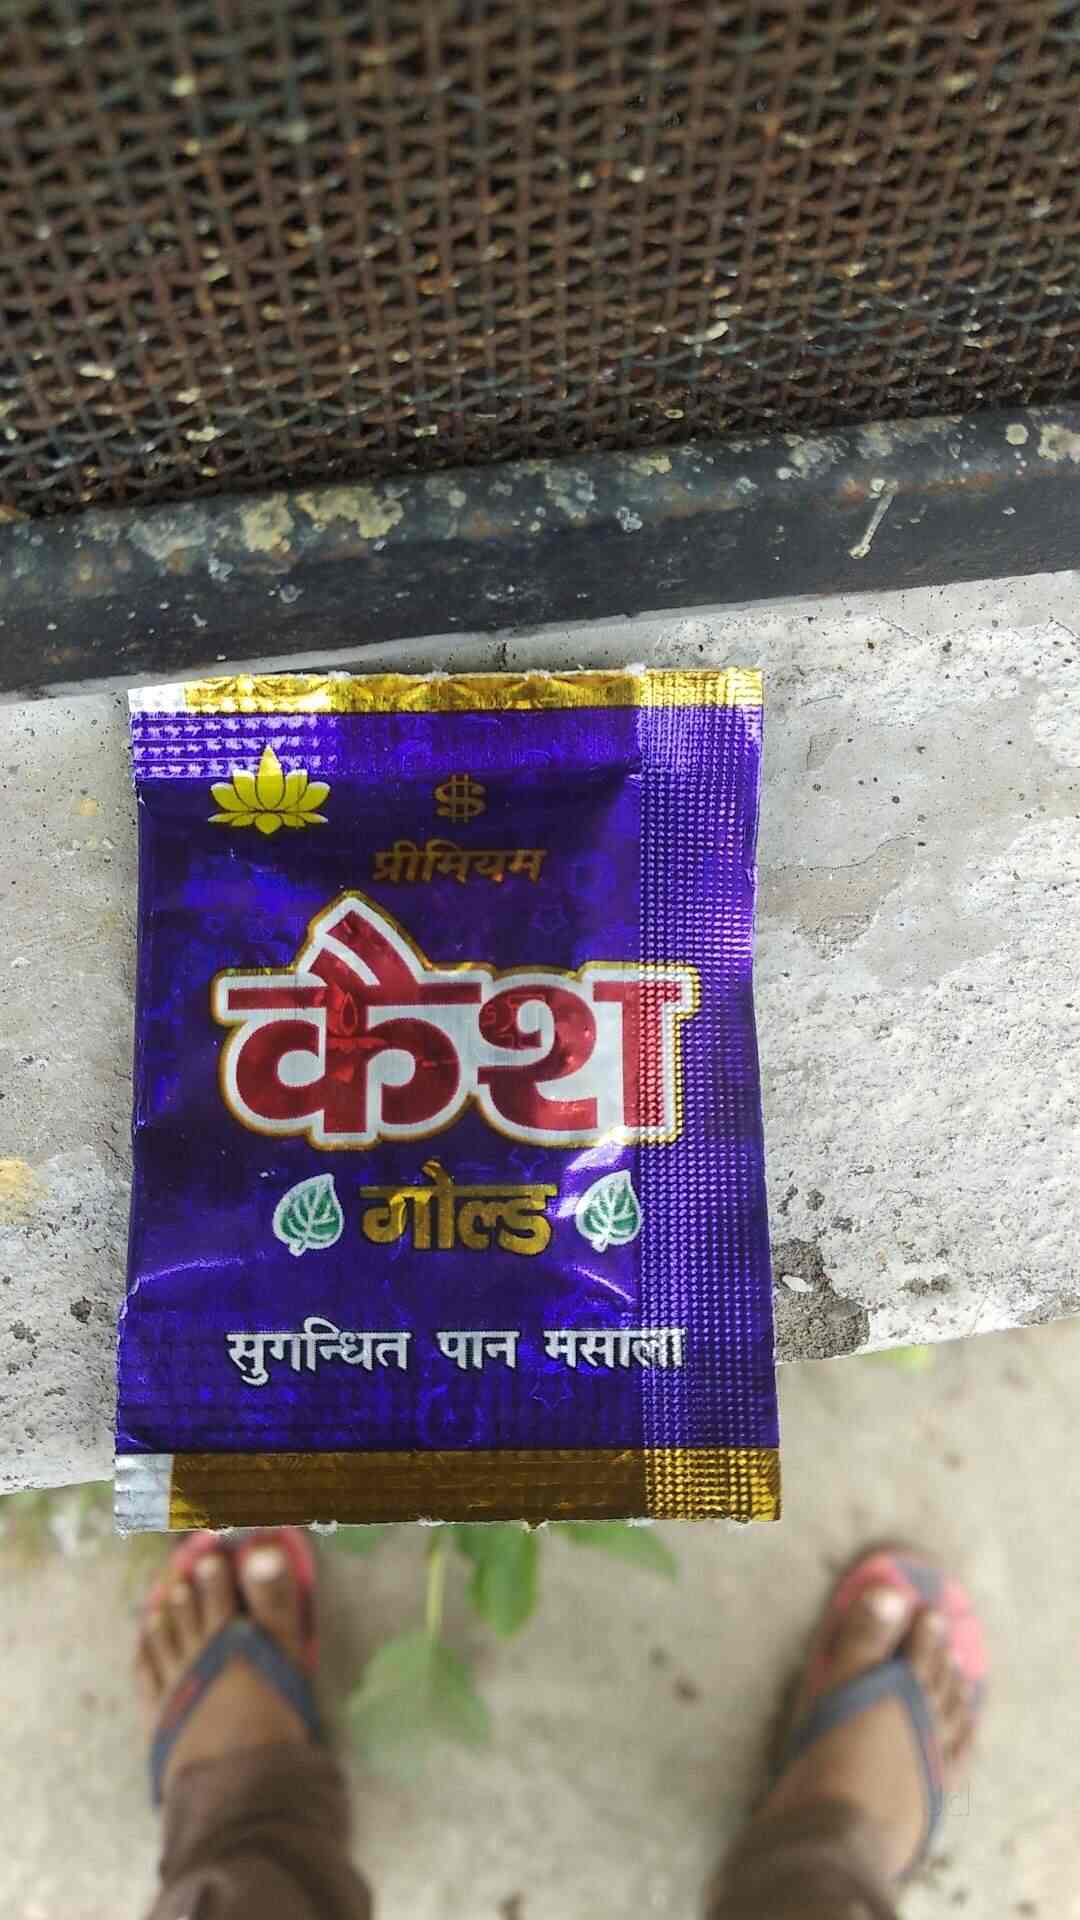 $
प्रीमियम
कैश
गोल्ड
सुगन्धित पान मसाला